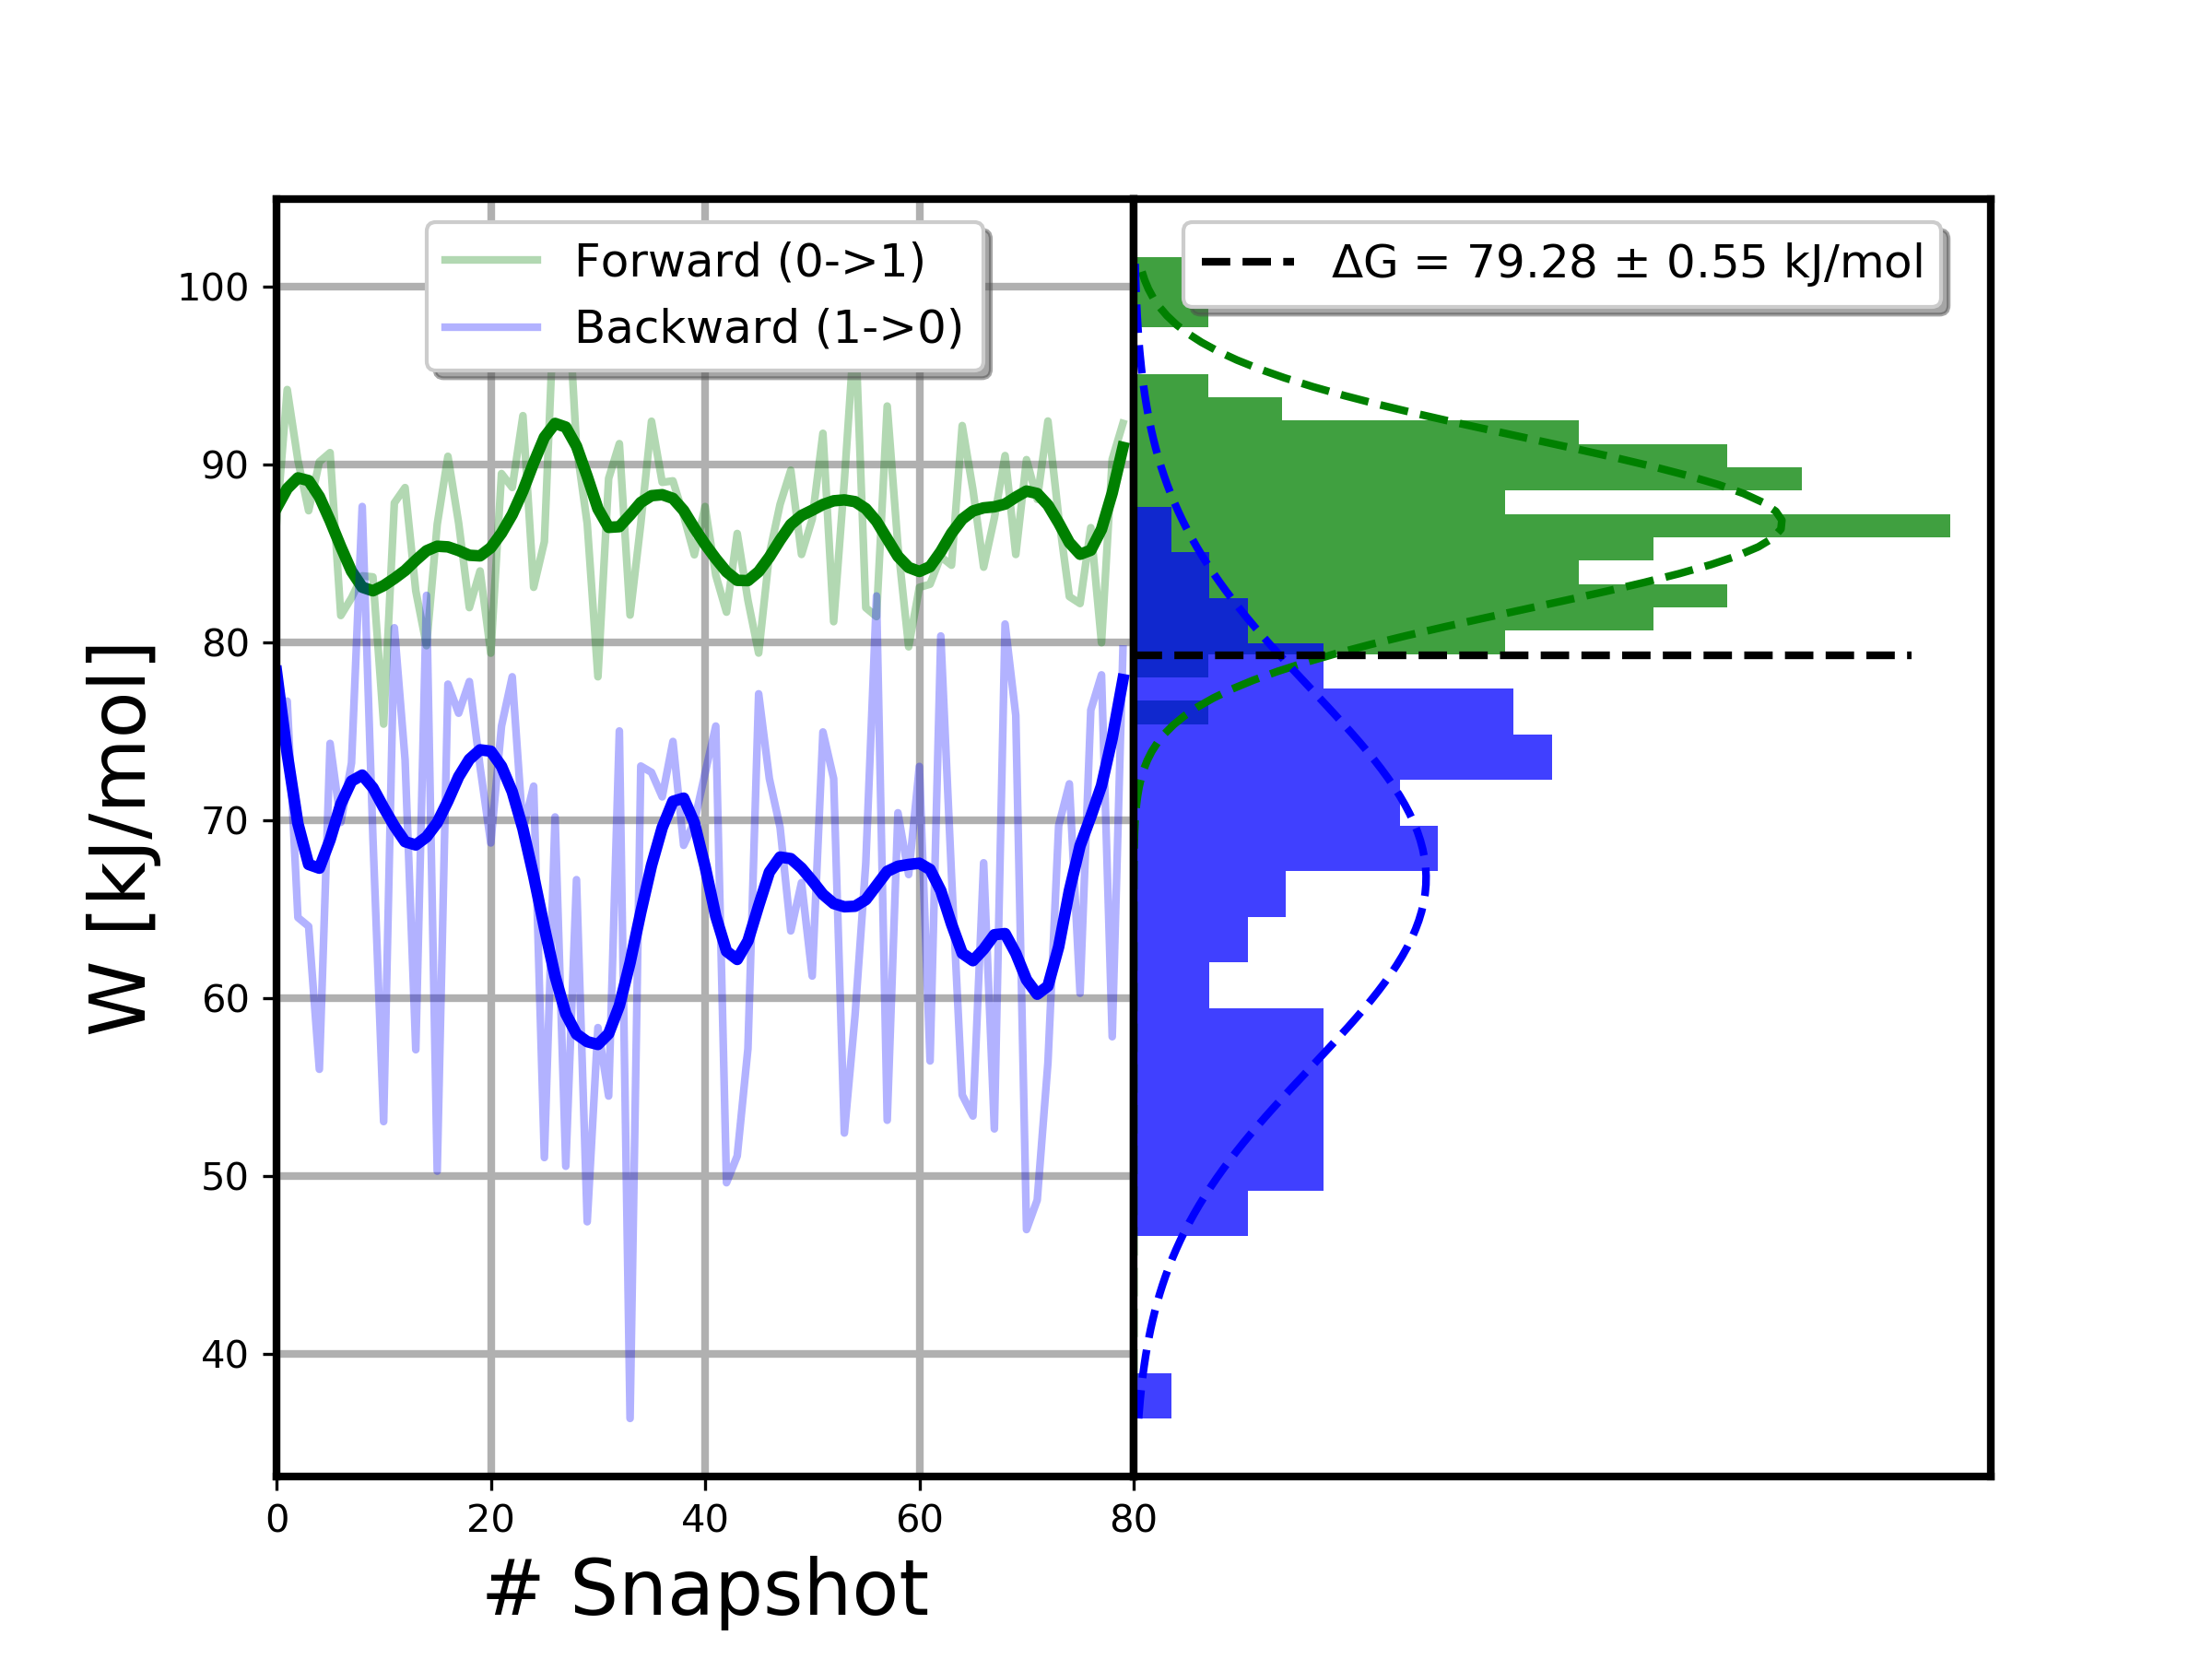 Forward (0->1)
Backward (1->0)
ΔG = 79.28 ± 0.55 kJ/mol
100
90
80
70
60
50
40
W [kJ/mol]
0 20 40 60 80
# Snapshot